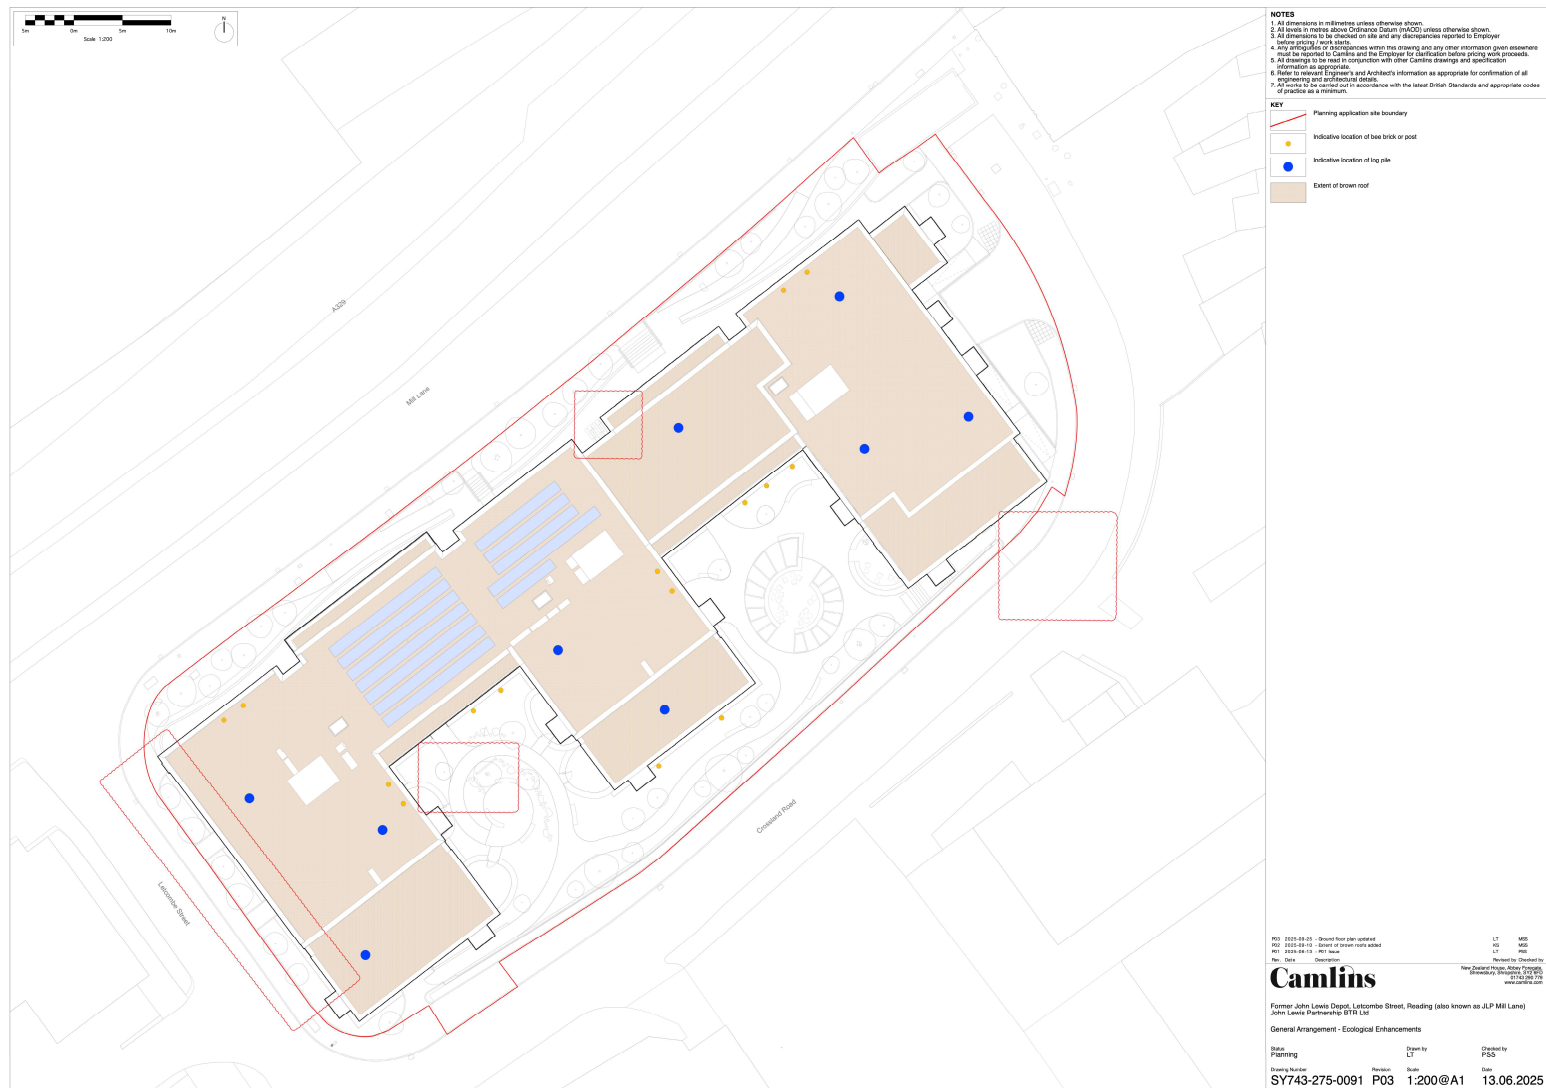 5m 0m 5m 10m
Scale 1:200
N
A329
Mill Lane
Letcombe Street
Crossland Road
NOTES
1. All dimensions in millimetres unless otherwise shown.
2. All levels in metres above Ordnance Datum (mAOD) unless otherwise shown.
3. All dimensions to be checked on site and any discrepancies reported to Employer
before pricing / work starts.
4. Any ambiguities or discrepancies within this drawing and any other information given elsewhere
must be reported to Camlins and the Employer for clarification before pricing work proceeds.
5. All drawings to be read in conjunction with other Camlins drawings and specification
information as appropriate.
6. Refer to relevant Engineer's and Architect's information as appropriate for confirmation of all
engineering and architectural details.
7. All works to be carried out in accordance with the latest British Standards and appropriate codes
of practice as a minimum.
KEY
Planning application site boundary
Indicative location of bee brick or post
Indicative location of log pile
Extent of brown roof
P03 2025-09-25 - Ground floor plan updated LT MSS
P02 2025-09-10 - Extent of brown roofs added KG MSS
P01 2025-06-13 - P01 Issue LT PSS
Rev. Date Description Revised by Checked by
Camlins
New Zealand House, Abbey Foregate,
Shrewsbury, Shropshire, SY2 6FD
01743 290 779
www.camlins.com
Former John Lewis Depot, Letcombe Street, Reading (also known as JLP Mill Lane)
John Lewis Partnership BTR Ltd
General Arrangement - Ecological Enhancements
Status Drawn by Checked by
Planning LT PSS
Drawing Number Revision Scale Date
SY743-275-0091 P03 1:200@A1 13.06.2025